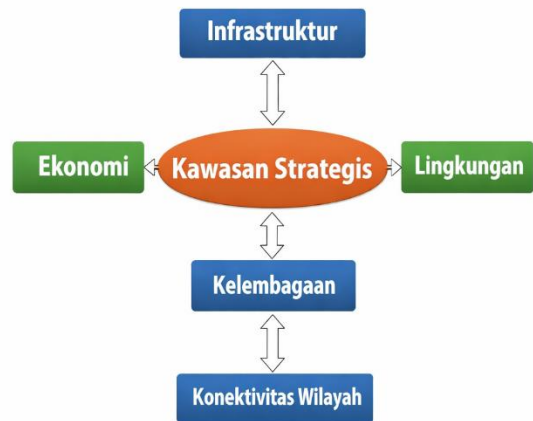 Infrastruktur
Ekonomi
Kawasan Strategis
Lingkungan
Kelembagaan
Konektivitas Wilayah